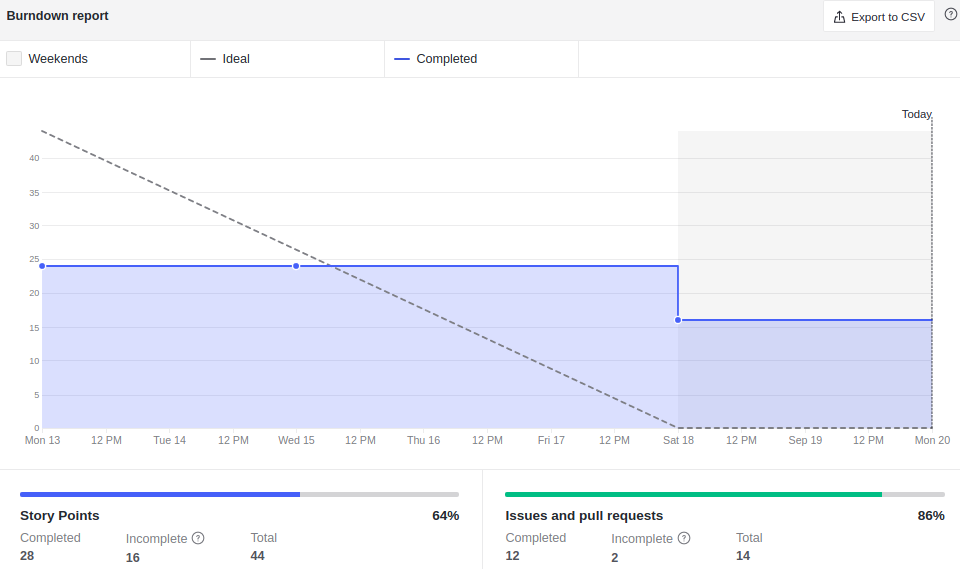 Burndown report
Export to CSV
?
Weekends
Ideal
Completed
Today
40
35
30
25
20
15
10
5
0
Mon 13 12 PM Tue 14 12 PM Wed 15 12 PM Thu 16 12 PM Fri 17 12 PM Sat 18 12 PM Sep 19 12 PM Mon 20
Story Points 64%
Completed Incomplete ? Total
28 16 44
Issues and pull requests 86%
Completed Incomplete ? Total
12 2 14